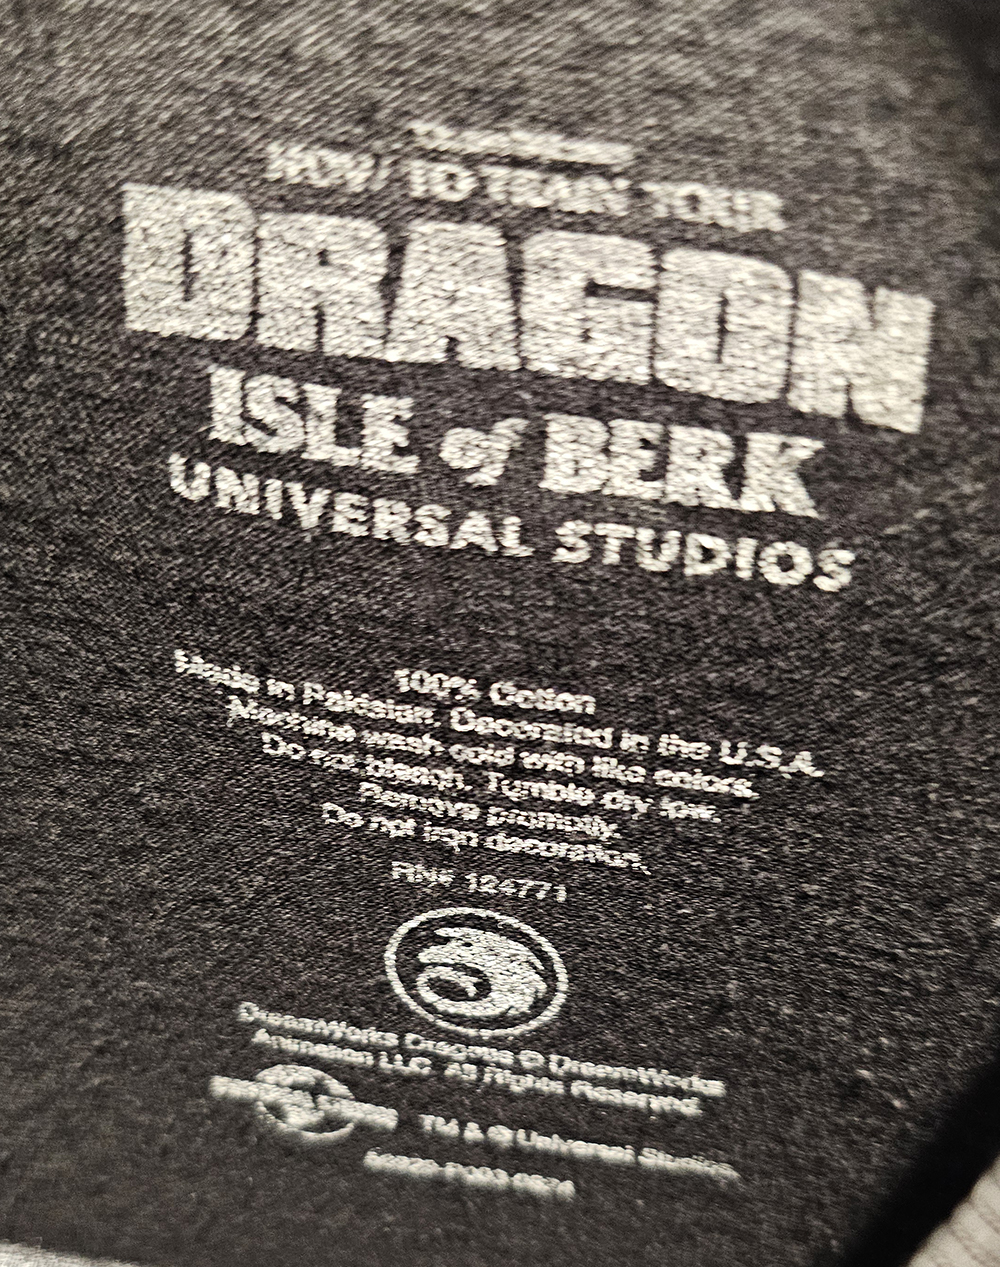 DreamWorks
HOW TO TRAIN YOUR
DRAGON
ISLE of BERK
UNIVERSAL STUDIOS
100% Cotton
Made in Pakistan. Decorated in the U.S.A.
Machine wash cold with like colors.
Do not bleach. Tumble dry low.
Remove promptly.
Do not iron decoration.
RN# 124771
DreamWorks Dragons © DreamWorks
Animation LLC. All Rights Reserved.
TM & © Universal Studios.